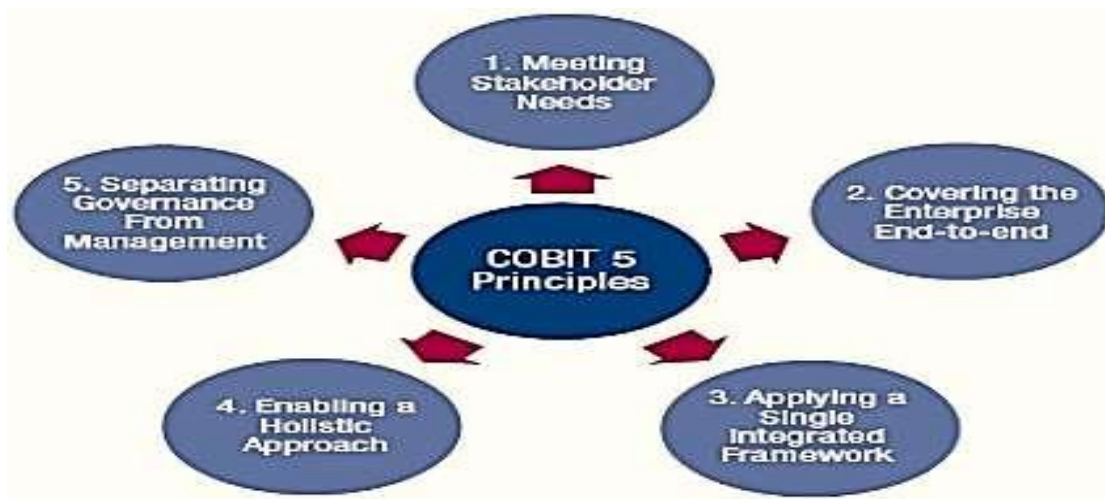 1. Meeting
Stakeholder
Needs
5. Separating
Governance
From
Management
2. Covering the
Enterprise
End-to-end
COBIT 5
Principles
4. Enabling a
Holistic
Approach
3. Applying a
Single
Integrated
Framework